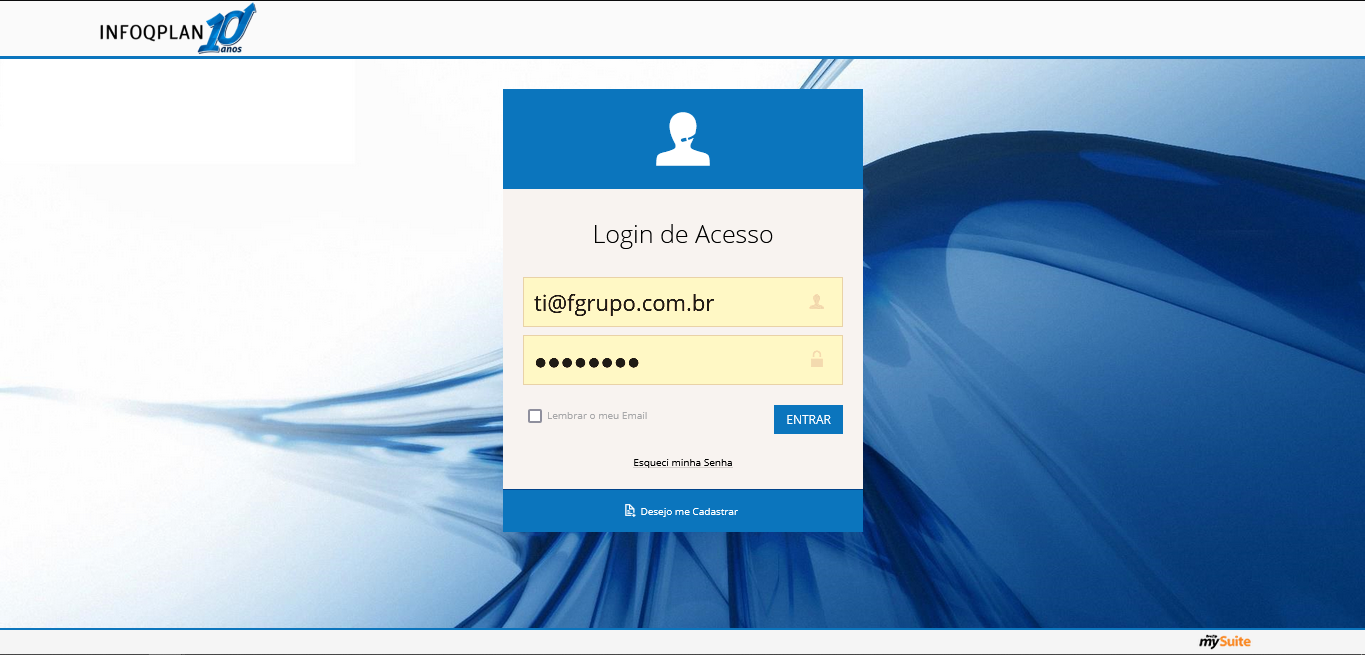 INFOQPLAN 10 anos
Login de Acesso
ti@fgrupo.com.br
Lembrar o meu Email
ENTRAR
Esqueci minha Senha
Desejo me Cadastrar
mySuite